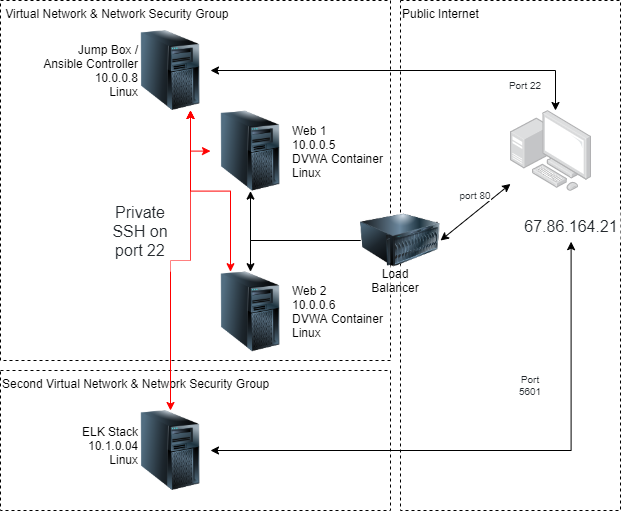 Virtual Network & Network Security Group
Public Internet
Jump Box /
Ansible Controller
10.0.0.8
Linux
Port 22
Web 1
10.0.0.5
DVWA Container
Linux
port 80
Private
SSH on
port 22
67.86.164.21
Load
Balancer
Web 2
10.0.0.6
DVWA Container
Linux
Second Virtual Network & Network Security Group
Port
5601
ELK Stack
10.1.0.04
Linux